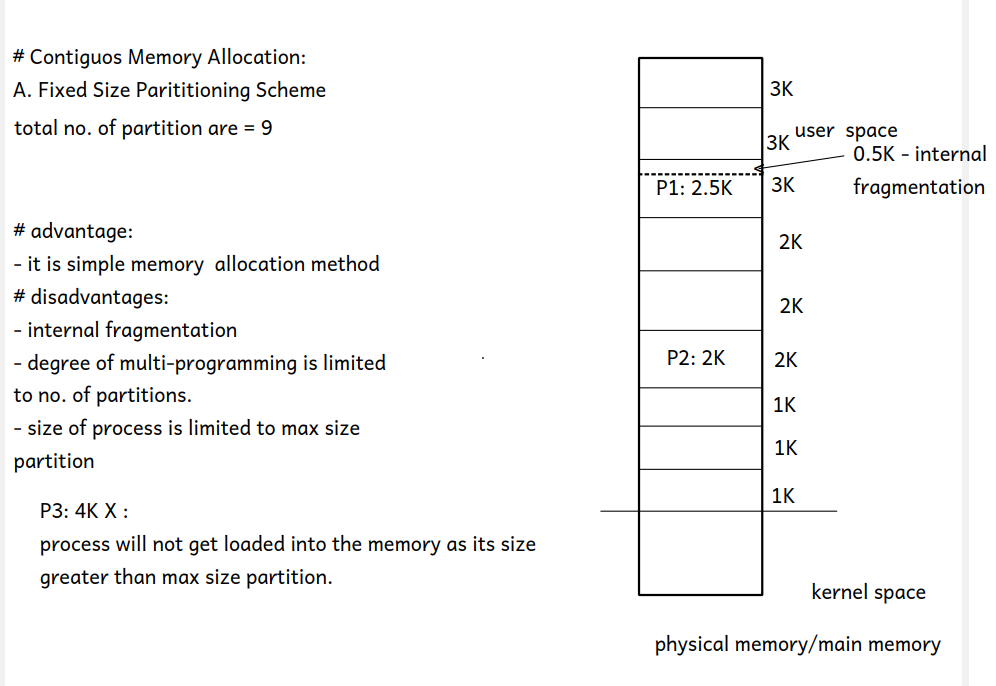 # Contiguos Memory Allocation:
A. Fixed Size Parititioning Scheme
total no. of partition are = 9
# advantage:
- it is simple memory allocation method
# disadvantages:
- internal fragmentation
- degree of multi-programming is limited
to no. of partitions.
- size of process is limited to max size
partition
P3: 4K X :
process will not get loaded into the memory as its size
greater than max size partition.
3K
3K
user space
0.5K - internal
fragmentation
P1: 2.5K
3K
2K
2K
P2: 2K
2K
1K
1K
1K
kernel space
physical memory/main memory